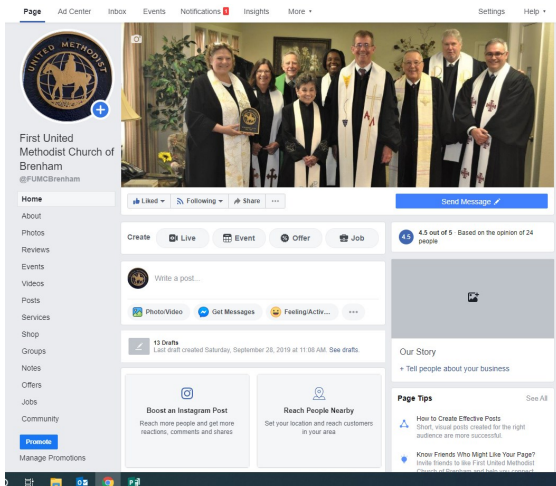 Page Ad Center Inbox Events Notifications Insights More Settings Help
UNITED METHODIST
First United
Methodist Church of
Brenham
@FUMCBrenham
Home
About
Photos
Reviews
Events
Videos
Posts
Services
Shop
Groups
Notes
Offers
Jobs
Community
Promote
Manage Promotions
Liked Following Share
Send Message
Create Live Event Offer Job
4.5 4.5 out of 5 · Based on the opinion of 24
people
Write a post...
Photo/Video Get Messages Feeling/Activ...
13 Drafts
Last draft created Saturday, September 28, 2019 at 11:08 AM. See drafts.
Boost an Instagram Post
Reach more people and get more
reactions, comments and shares
Reach People Nearby
Set your location and reach customers
in your area
Our Story
+ Tell people about your business
Page Tips See All
How to Create Effective Posts
Short, visual posts created for the right
audience are more successful.
Know Friends Who Might Like Your Page?
Invite friends to like First United Methodist
Church of Brenham and help you connect